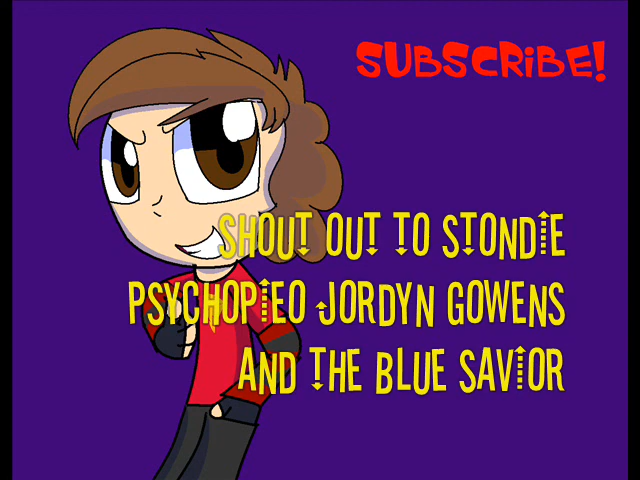 SUBSCRiBE!
SHOUT OUT TO STONDIE
PSYCHOPIEO JORDYN GOWENS
AND THE BLUE SAVIOR